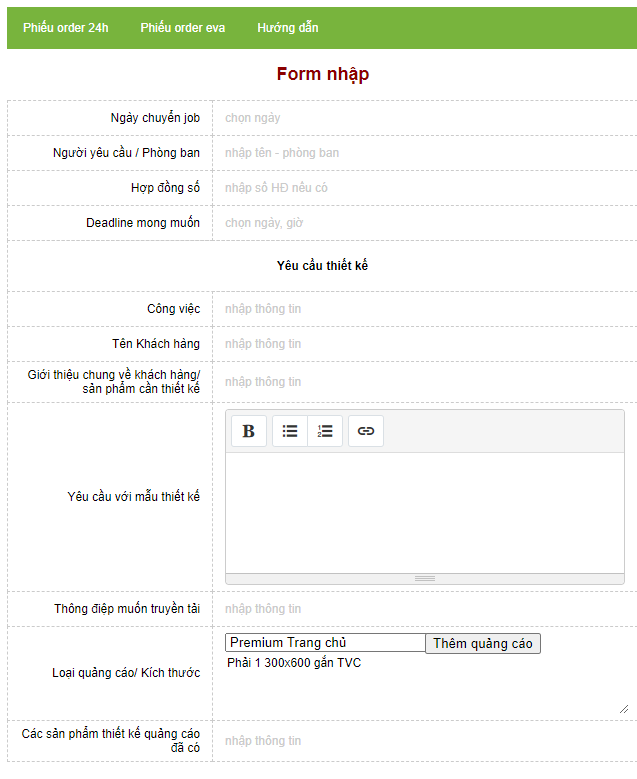 Phiếu order 24h Phiếu order eva Hướng dẫn
Form nhập
Ngày chuyển job chọn ngày
Người yêu cầu / Phòng ban nhập tên - phòng ban
Hợp đồng số nhập số HĐ nếu có
Deadline mong muốn chọn ngày, giờ
Yêu cầu thiết kế
Công việc nhập thông tin
Tên Khách hàng nhập thông tin
Giới thiệu chung về khách hàng/
sản phẩm cần thiết kế
nhập thông tin
B
Yêu cầu với mẫu thiết kế
Thông điệp muốn truyền tải nhập thông tin
Premium Trang chủ Thêm quảng cáo
Phải 1 300x600 gắn TVC
Loại quảng cáo/ Kích thước
Các sản phẩm thiết kế quảng cáo
đã có
nhập thông tin